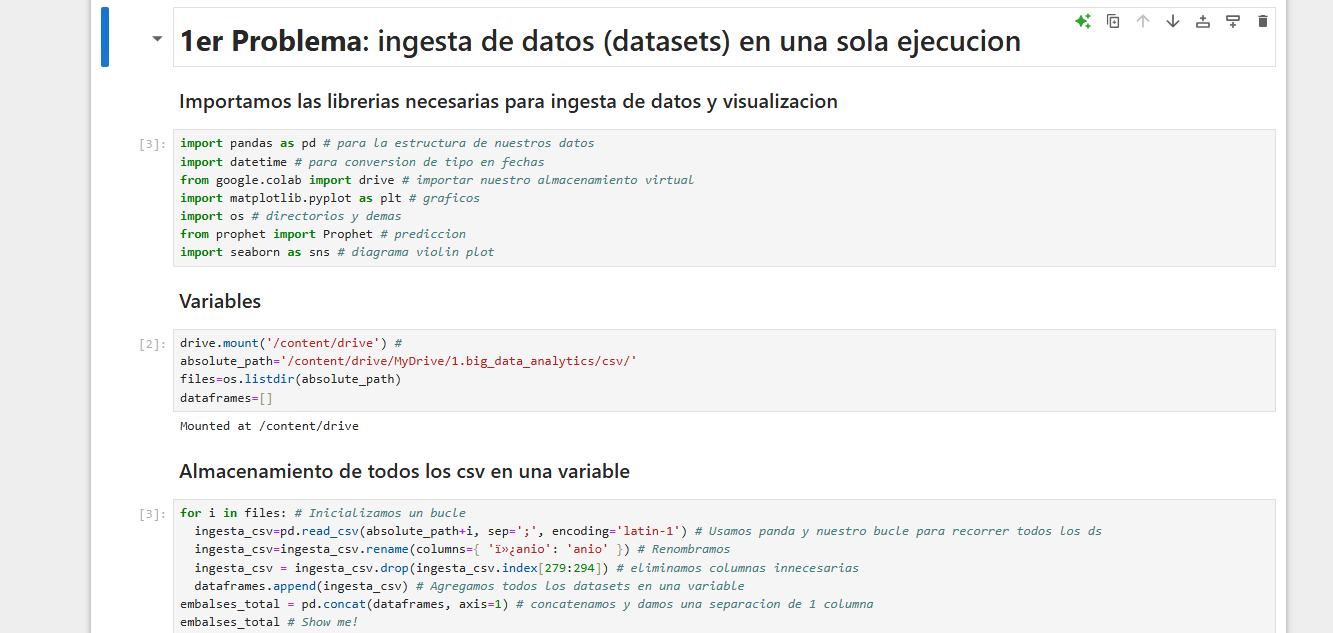 1er Problema: ingesta de datos (datasets) en una sola ejecucion
Importamos las librerias necesarias para ingesta de datos y visualizacion
[3]:
import pandas as pd # para la estructura de nuestros datos
import datetime # para conversion de tipo en fechas
from google.colab import drive # importar nuestro almacenamiento virtual
import matplotlib.pyplot as plt # graficos
import os # directorios y demas
from prophet import Prophet # prediccion
import seaborn as sns # diagrama violin plot
Variables
[2]:
drive.mount('/content/drive') #
absolute_path='/content/drive/MyDrive/1.big_data_analytics/csv/'
files=os.listdir(absolute_path)
dataframes=[]
Mounted at /content/drive
Almacenamiento de todos los csv en una variable
[3]:
for i in files: # Inicializamos un bucle
  ingesta_csv=pd.read_csv(absolute_path+i, sep=';', encoding='latin-1') # Usamos panda y nuestro bucle para recorrer todos los ds
  ingesta_csv=ingesta_csv.rename(columns={ 'ï»¿anio': 'anio' }) # Renombramos
  ingesta_csv = ingesta_csv.drop(ingesta_csv.index[279:294]) # eliminamos columnas innecesarias
  dataframes.append(ingesta_csv) # Agregamos todos los datasets en una variable
embalses_total = pd.concat(dataframes, axis=1) # concatenamos y damos una separacion de 1 columna
embalses_total # Show me!